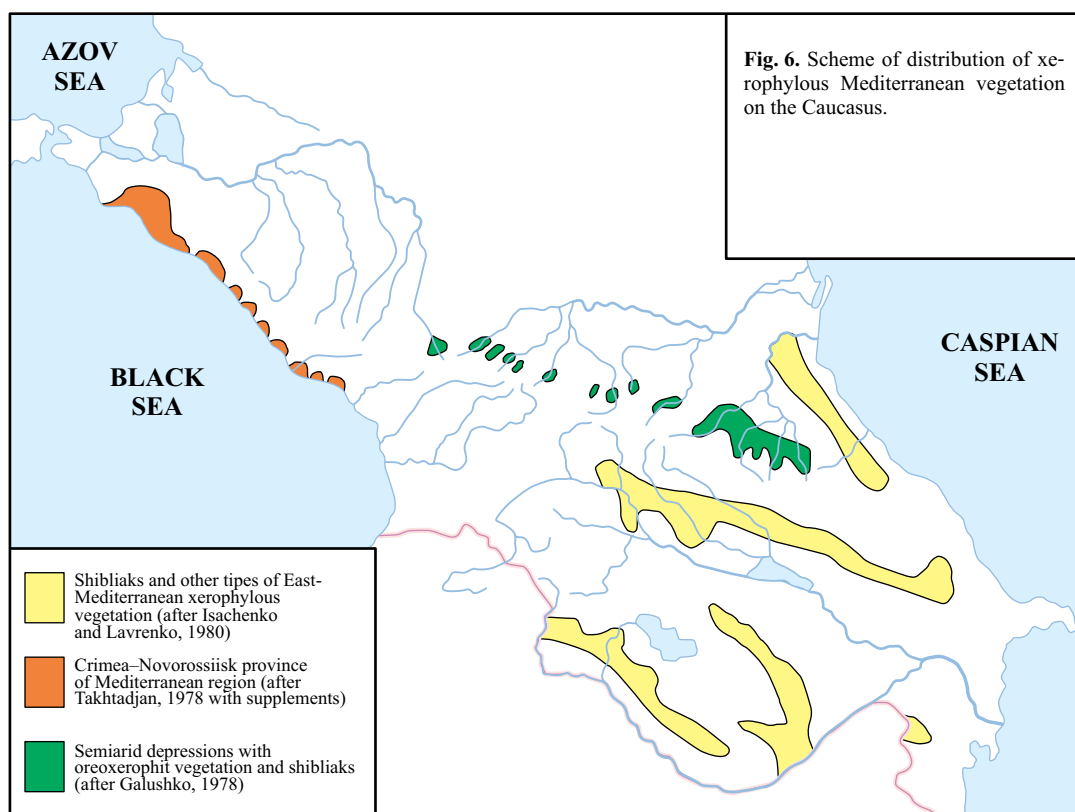 AZOV
SEA
Fig. 6. Scheme of distribution of xe-
rophylous Mediterranean vegetation
on the Caucasus.
BLACK
SEA
CASPIAN
SEA
Shibliaks and other tipes of East-
Mediterranean xerophylous
vegetation (after Isachenko
and Lavrenko, 1980)
Crimea–Novorossiisk province
of Mediterranean region (after
Takhtadjan, 1978 with supplements)
Semiarid depressions with
oreoxerophit vegetation and shibliaks
(after Galushko, 1978)